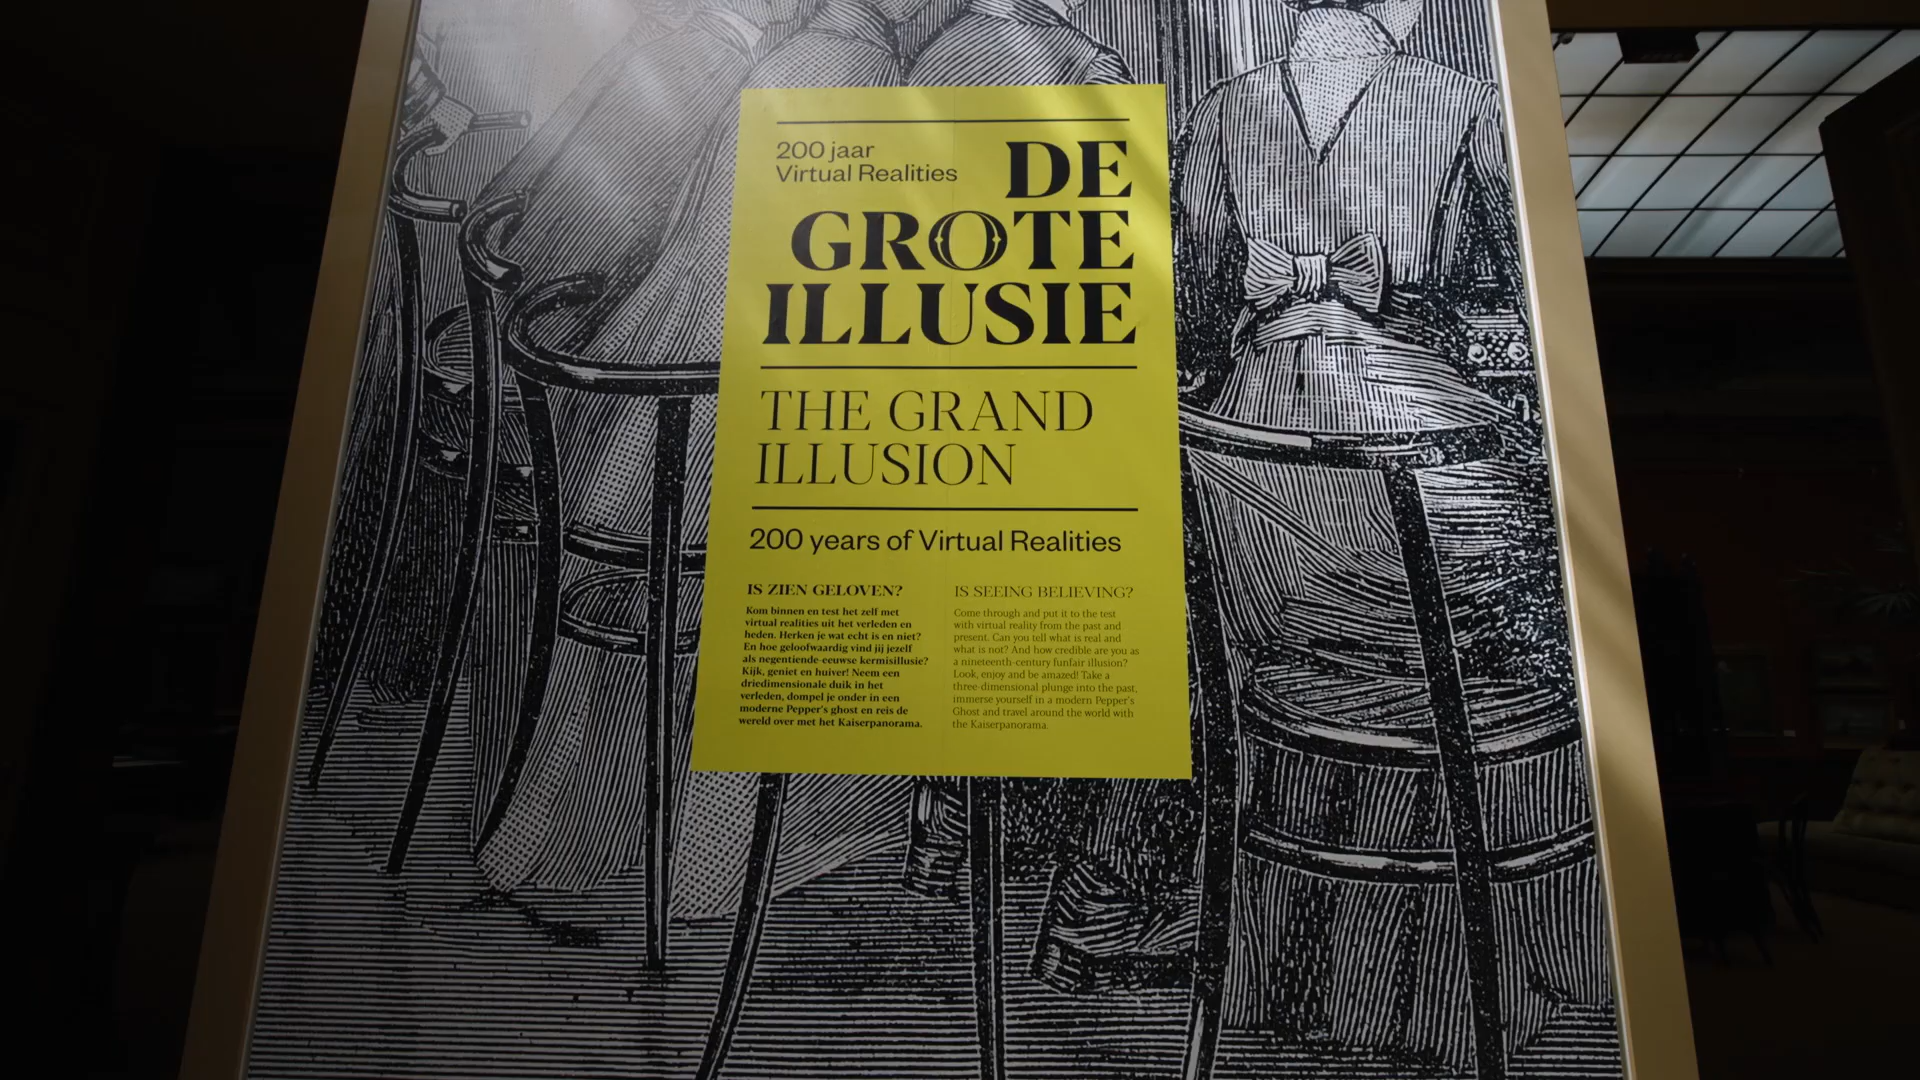 200 jaar
Virtual Realities
DE
GROTE
ILLUSIE
THE GRAND
ILLUSION
200 years of Virtual Realities
IS ZIEN GELOVEN?
Kom binnen en test het zelf met
virtual realities uit het verleden en
heden. Herken je wat echt is en niet?
En hoe geloofwaardig vind jij jezelf
als negentiende-eeuwse kermisillusie?
Kijk, geniet en huiver! Neem een
driedimensionale duik in het
verleden, dompel je onder in een
moderne Pepper's ghost en reis de
wereld over met het Kaiserpanorama.
IS SEEING BELIEVING?
Come through and put it to the test
with virtual reality from the past and
present. Can you tell what is real and
what is not? And how credible are you as
a nineteenth-century funfair illusion?
Look, enjoy and be amazed! Take a
three-dimensional plunge into the past,
immerse yourself in a modern Pepper's
Ghost and travel around the world with
the Kaiserpanorama.